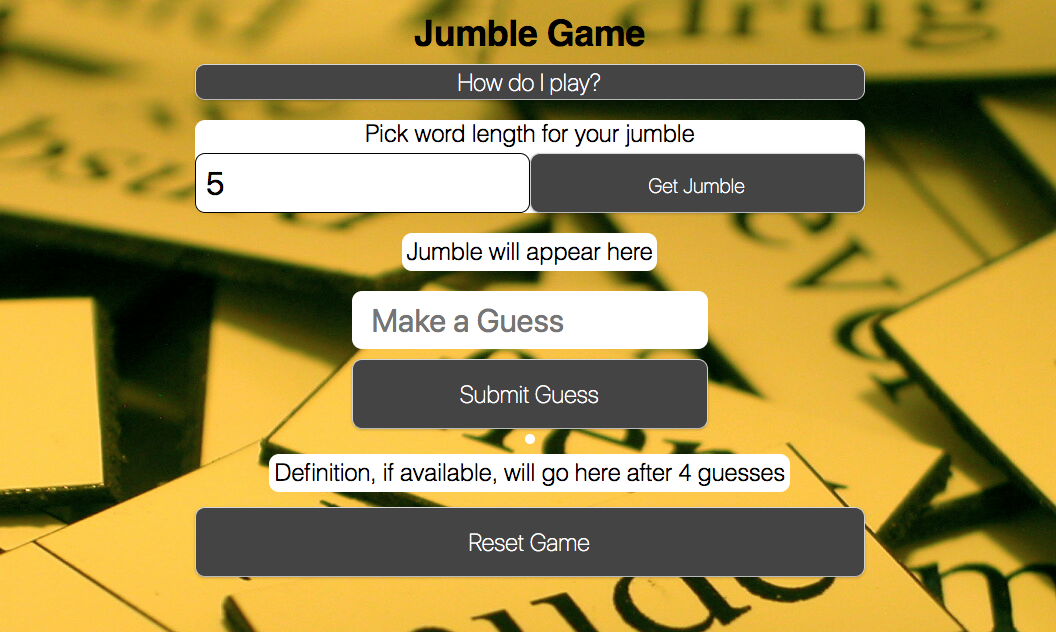 drug
Jumble Game
How do I play?
Pick word length for your jumble
5
Get Jumble
Jumble will appear here
Make a Guess
Submit Guess
Definition, if available, will go here after 4 guesses
Reset Game